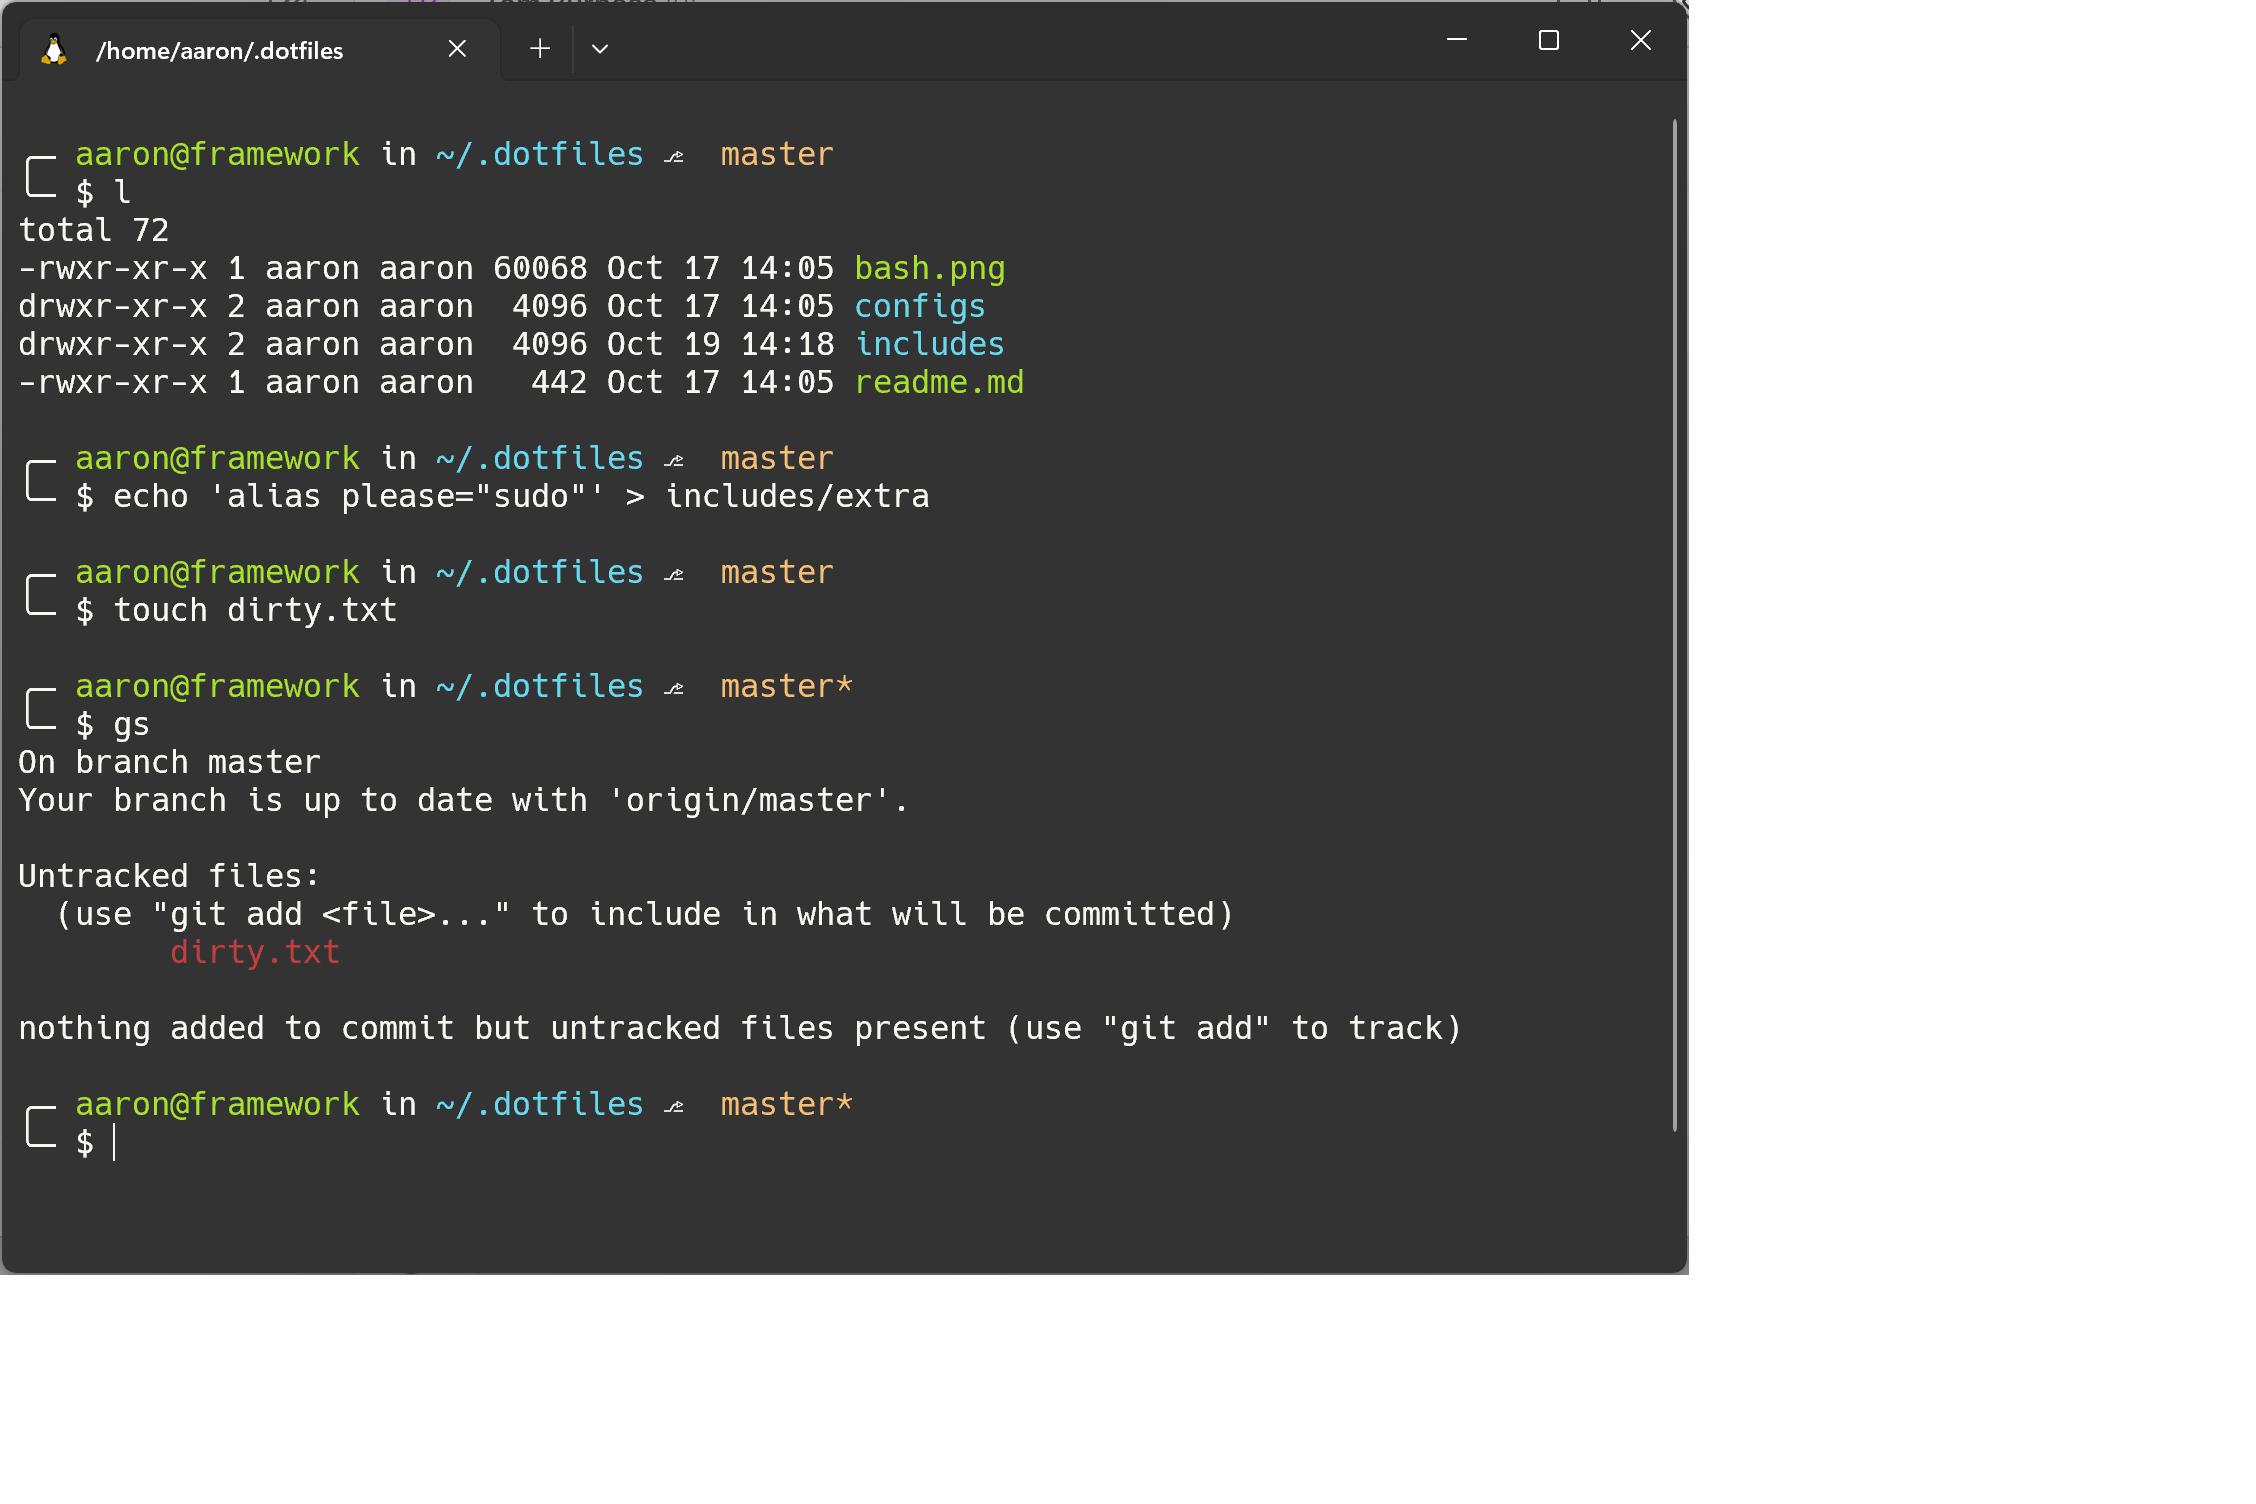 /home/aaron/.dotfiles
aaron@framework in ~/.dotfiles ⎇  master
$ l
total 72
-rwxr-xr-x 1 aaron aaron 60068 Oct 17 14:05 bash.png
drwxr-xr-x 2 aaron aaron  4096 Oct 17 14:05 configs
drwxr-xr-x 2 aaron aaron  4096 Oct 19 14:18 includes
-rwxr-xr-x 1 aaron aaron   442 Oct 17 14:05 readme.md
aaron@framework in ~/.dotfiles ⎇  master
$ echo 'alias please="sudo"' > includes/extra
aaron@framework in ~/.dotfiles ⎇  master
$ touch dirty.txt
aaron@framework in ~/.dotfiles ⎇  master*
$ gs
On branch master
Your branch is up to date with 'origin/master'.
Untracked files:
  (use "git add <file>..." to include in what will be committed)
        dirty.txt
nothing added to commit but untracked files present (use "git add" to track)
aaron@framework in ~/.dotfiles ⎇  master*
$